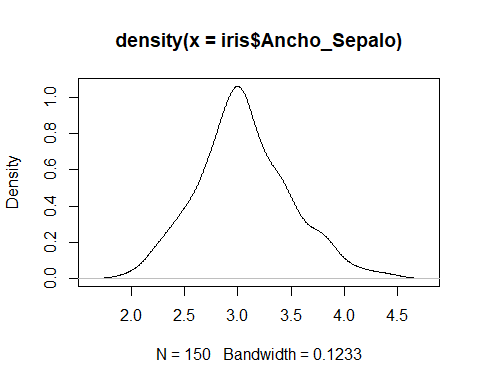 density(x = iris$Ancho_Sepalo)
Density
1.0
0.8
0.6
0.4
0.2
0.0
2.0 2.5 3.0 3.5 4.0 4.5
N = 150 Bandwidth = 0.1233